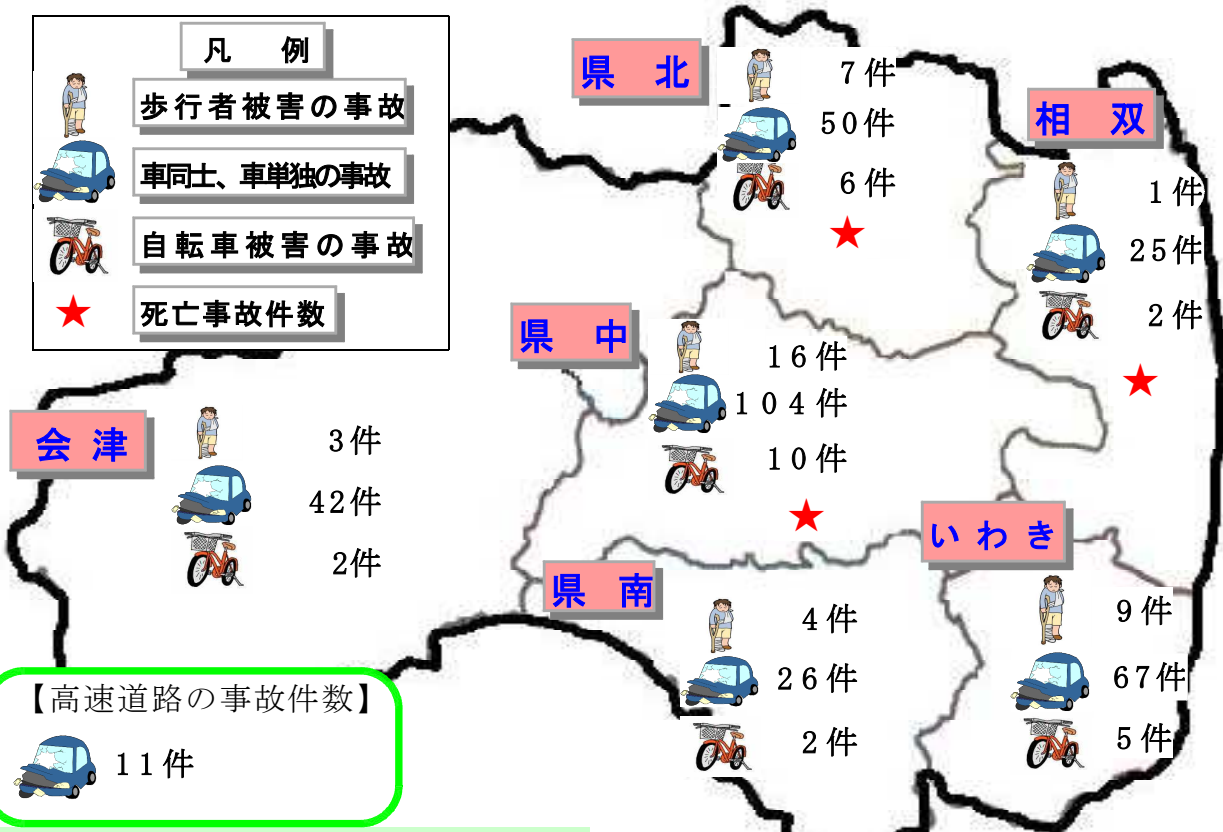 凡 例
歩行者被害の事故
車同士、車単独の事故
自転車被害の事故
死亡事故件数
県 北
7件
50件
6件
相 双
1件
25件
2件
県 中
16件
104件
10件
会津
3件
42件
2件
いわき
9件
67件
5件
県 南
4件
26件
2件
【高速道路の事故件数】
11件